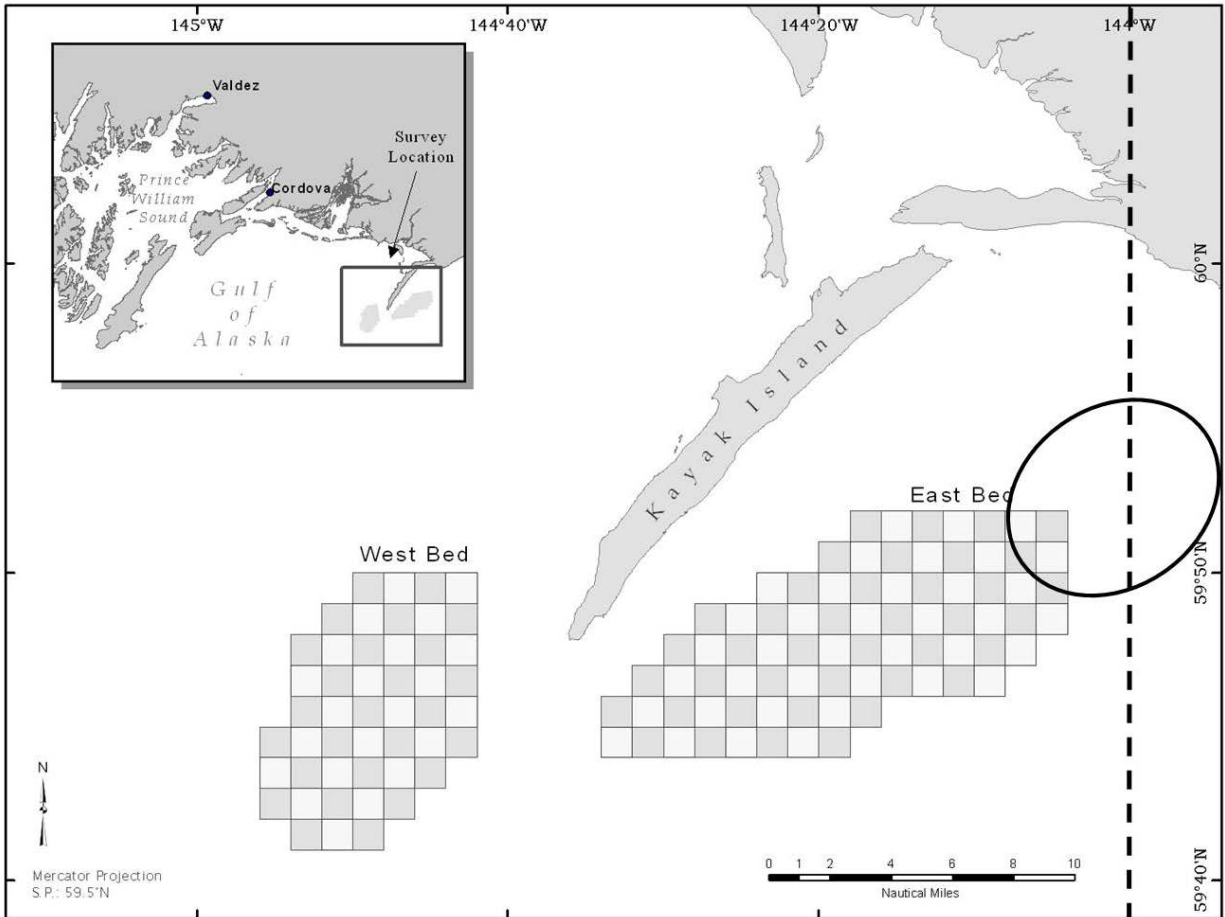 145°W
144°40'W
144°20'W
144°W
Valdez
Survey
Location
Prince
William
Sound
Cordova
Gulf
of
Alaska
60°N
Kayak Island
East Bed
West Bed
59°50'N
N
Mercator Projection
S.P.: 59.5°N
0 1 2 4 6 8 10
Nautical Miles
59°40'N